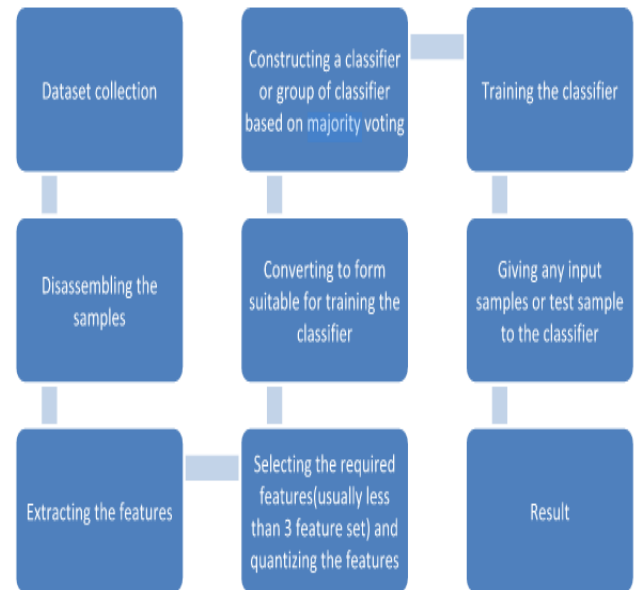 Dataset collection
Disassembling the
samples
Extracting the features
Selecting the required
features(usually less
than 3 feature set) and
quantizing the features
Converting to form
suitable for training the
classifier
Constructing a classifier
or group of classifier
based on majority voting
Training the classifier
Giving any input
samples or test sample
to the classifier
Result